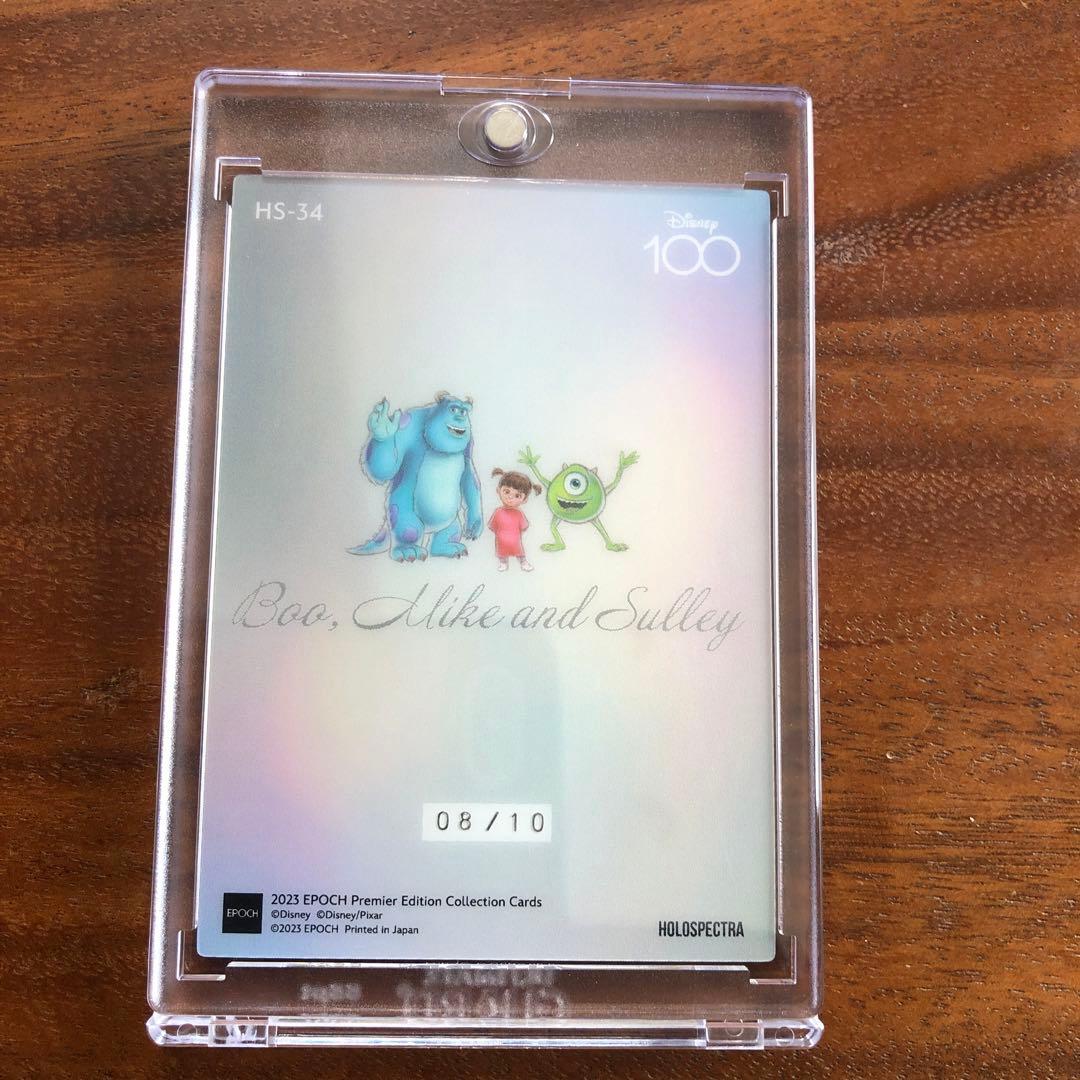 HS-34
Disney
100
Boo, Mike and Sulley
08/10
EPOCH
2023 EPOCH Premier Edition Collection Cards
©Disney ©Disney/Pixar
©2023 EPOCH Printed in Japan
HOLOSPECTRA